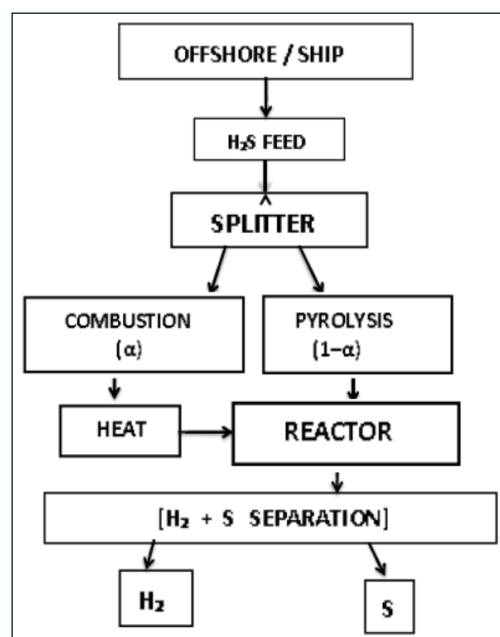 OFFSHORE / SHIP
H₂S FEED
SPLITTER
COMBUSTION
(α)
PYROLYSIS
(1−α)
HEAT
REACTOR
[H₂ + S SEPARATION]
H₂
S